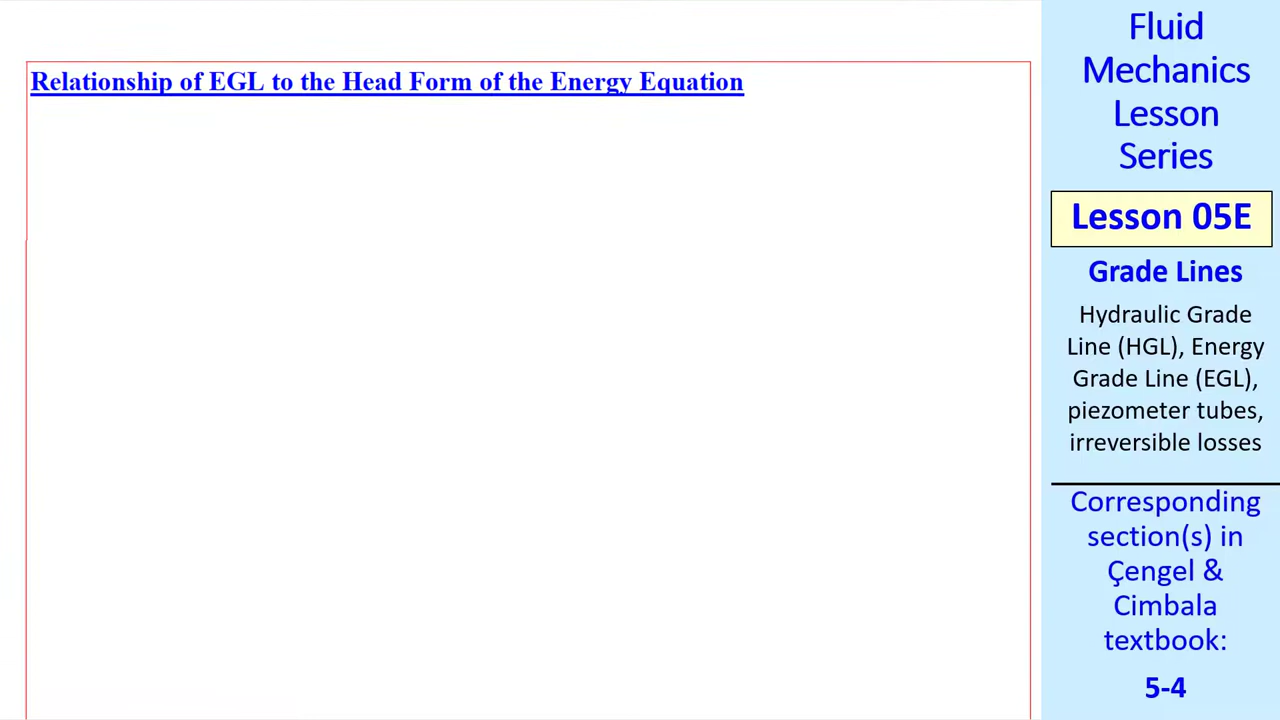 Relationship of EGL to the Head Form of the Energy Equation
Fluid
Mechanics
Lesson
Series
Lesson 05E
Grade Lines
Hydraulic Grade
Line (HGL), Energy
Grade Line (EGL),
piezometer tubes,
irreversible losses
Corresponding
section(s) in
Çengel &
Cimbala
textbook:
5-4